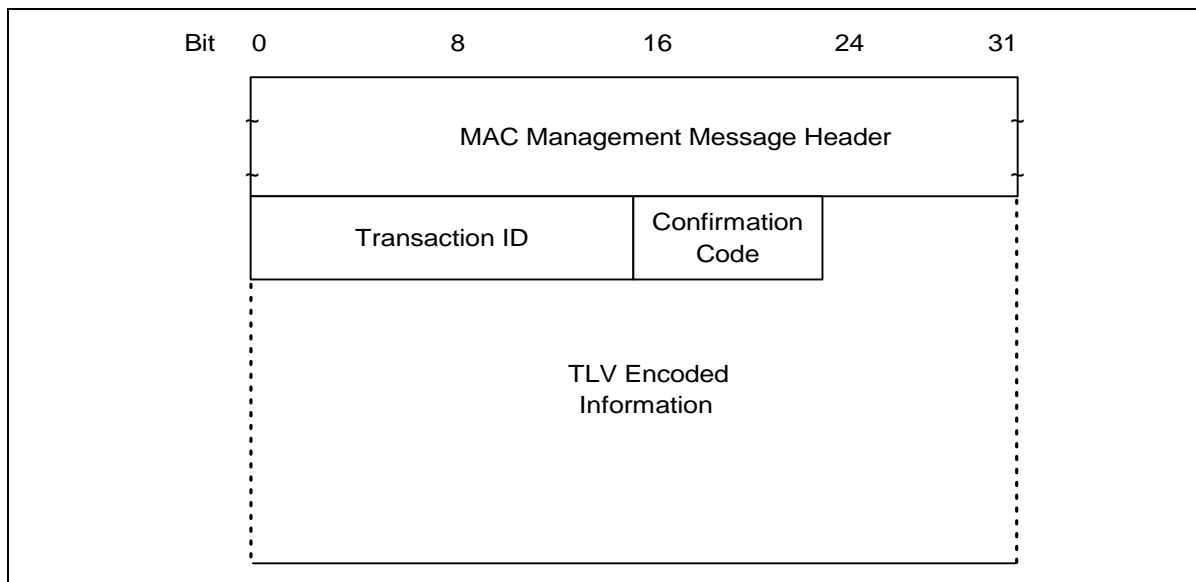 Bit 0 8 16 24 31
MAC Management Message Header
Transaction ID
Confirmation
Code
TLV Encoded
Information